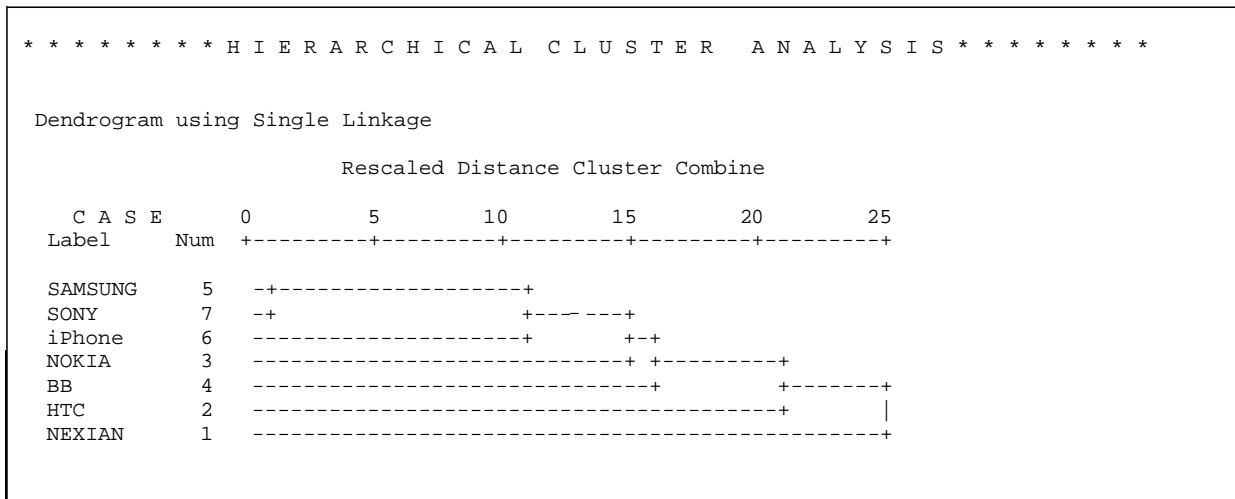 * * * * * * * * H I E R A R C H I C A L  C L U S T E R   A N A L Y S I S * * * * * * * *
Dendrogram using Single Linkage
Rescaled Distance Cluster Combine
C A S E      0         5        10        15        20        25
Label     Num  +---------+---------+---------+---------+---------+
SAMSUNG     5   -+-------------------+
SONY        7   -+                   +--- ---+
iPhone      6   ---------------------+       +-+
NOKIA       3   -----------------------------+ +---------+
BB          4   -------------------------------+         +-------+
HTC         2   -----------------------------------------+       |
NEXIAN      1   -------------------------------------------------+